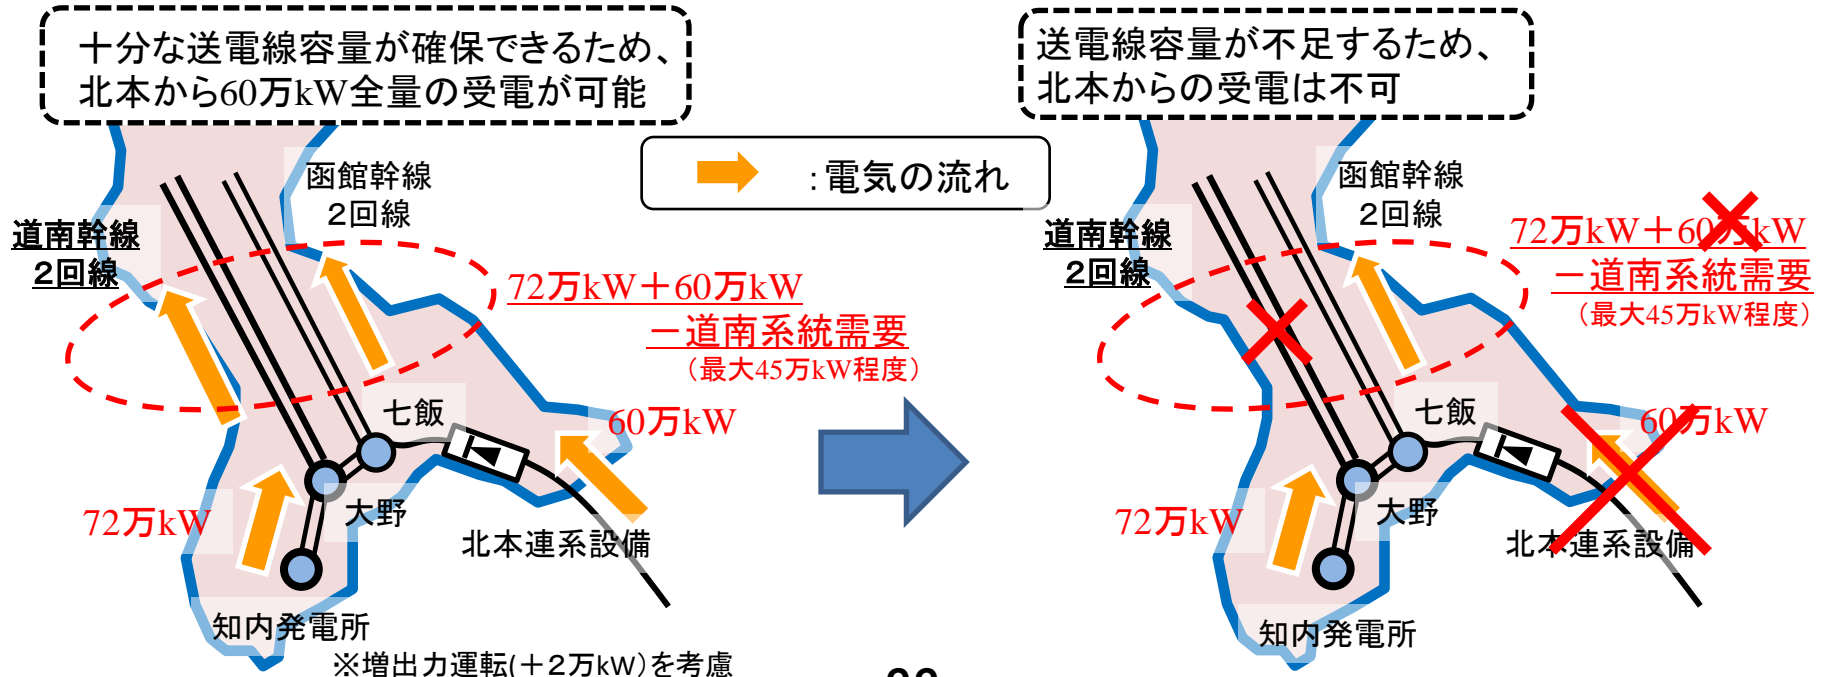 十分な送電線容量が確保できるため、
北本から60万kW全量の受電が可能
:電気の流れ
函館幹線
2回線
道南幹線
2回線
72万kW＋60万kW
－道南系統需要
(最大45万kW程度)
七飯
60万kW
大野
72万kW
北本連系設備
知内発電所
※増出力運転(＋2万kW)を考慮
送電線容量が不足するため、
北本からの受電は不可
函館幹線
2回線
道南幹線
2回線
72万kW＋60万kW
－道南系統需要
(最大45万kW程度)
七飯
60万kW
大野
72万kW
北本連系設備
知内発電所